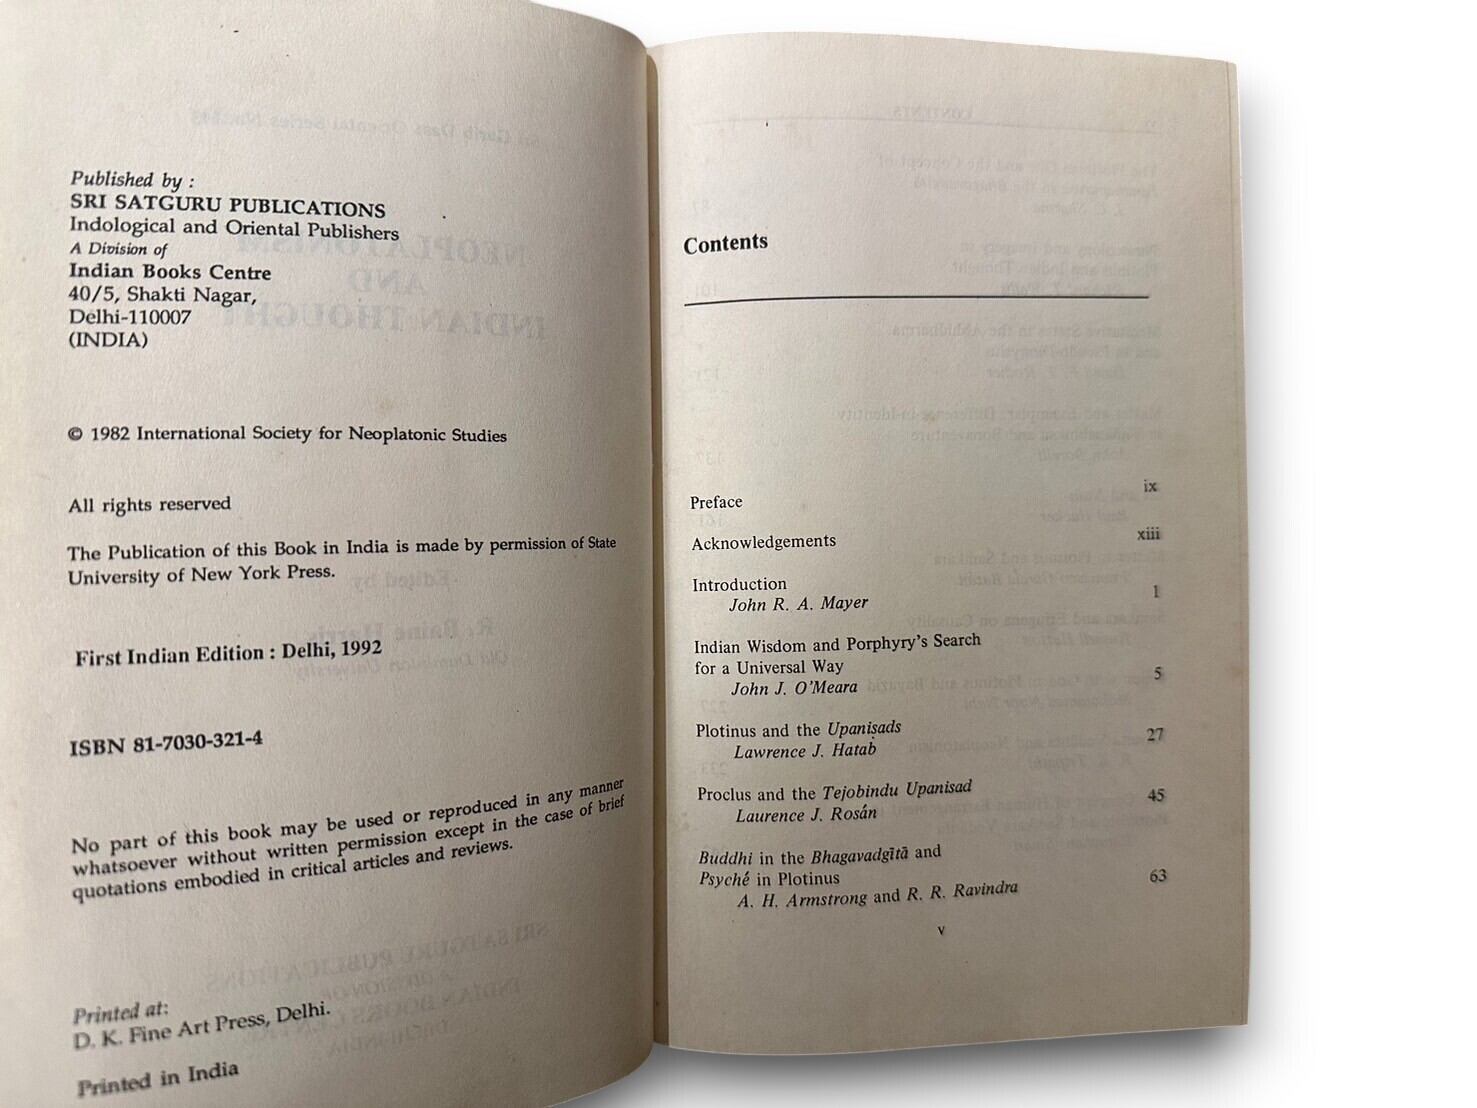 Published by :
SRI SATGURU PUBLICATIONS
Indological and Oriental Publishers
A Division of
Indian Books Centre
40/5, Shakti Nagar,
Delhi-110007
(INDIA)
© 1982 International Society for Neoplatonic Studies
All rights reserved
The Publication of this Book in India is made by permission of State
University of New York Press.
First Indian Edition : Delhi, 1992
ISBN 81-7030-321-4
No part of this book may be used or reproduced in any manner
whatsoever without written permission except in the case of brief
quotations embodied in critical articles and reviews.
Printed at:
D. K. Fine Art Press, Delhi.
Printed in India
Contents
Preface ix
Acknowledgements xiii
Introduction
John R. A. Mayer 1
Indian Wisdom and Porphyry's Search
for a Universal Way
John J. O'Meara 5
Plotinus and the Upaniṣads
Lawrence J. Hatab 27
Proclus and the Tejobindu Upanisad
Laurence J. Rosán 45
Buddhi in the Bhagavadgītā and
Psyché in Plotinus
A. H. Armstrong and R. R. Ravindra 63
v